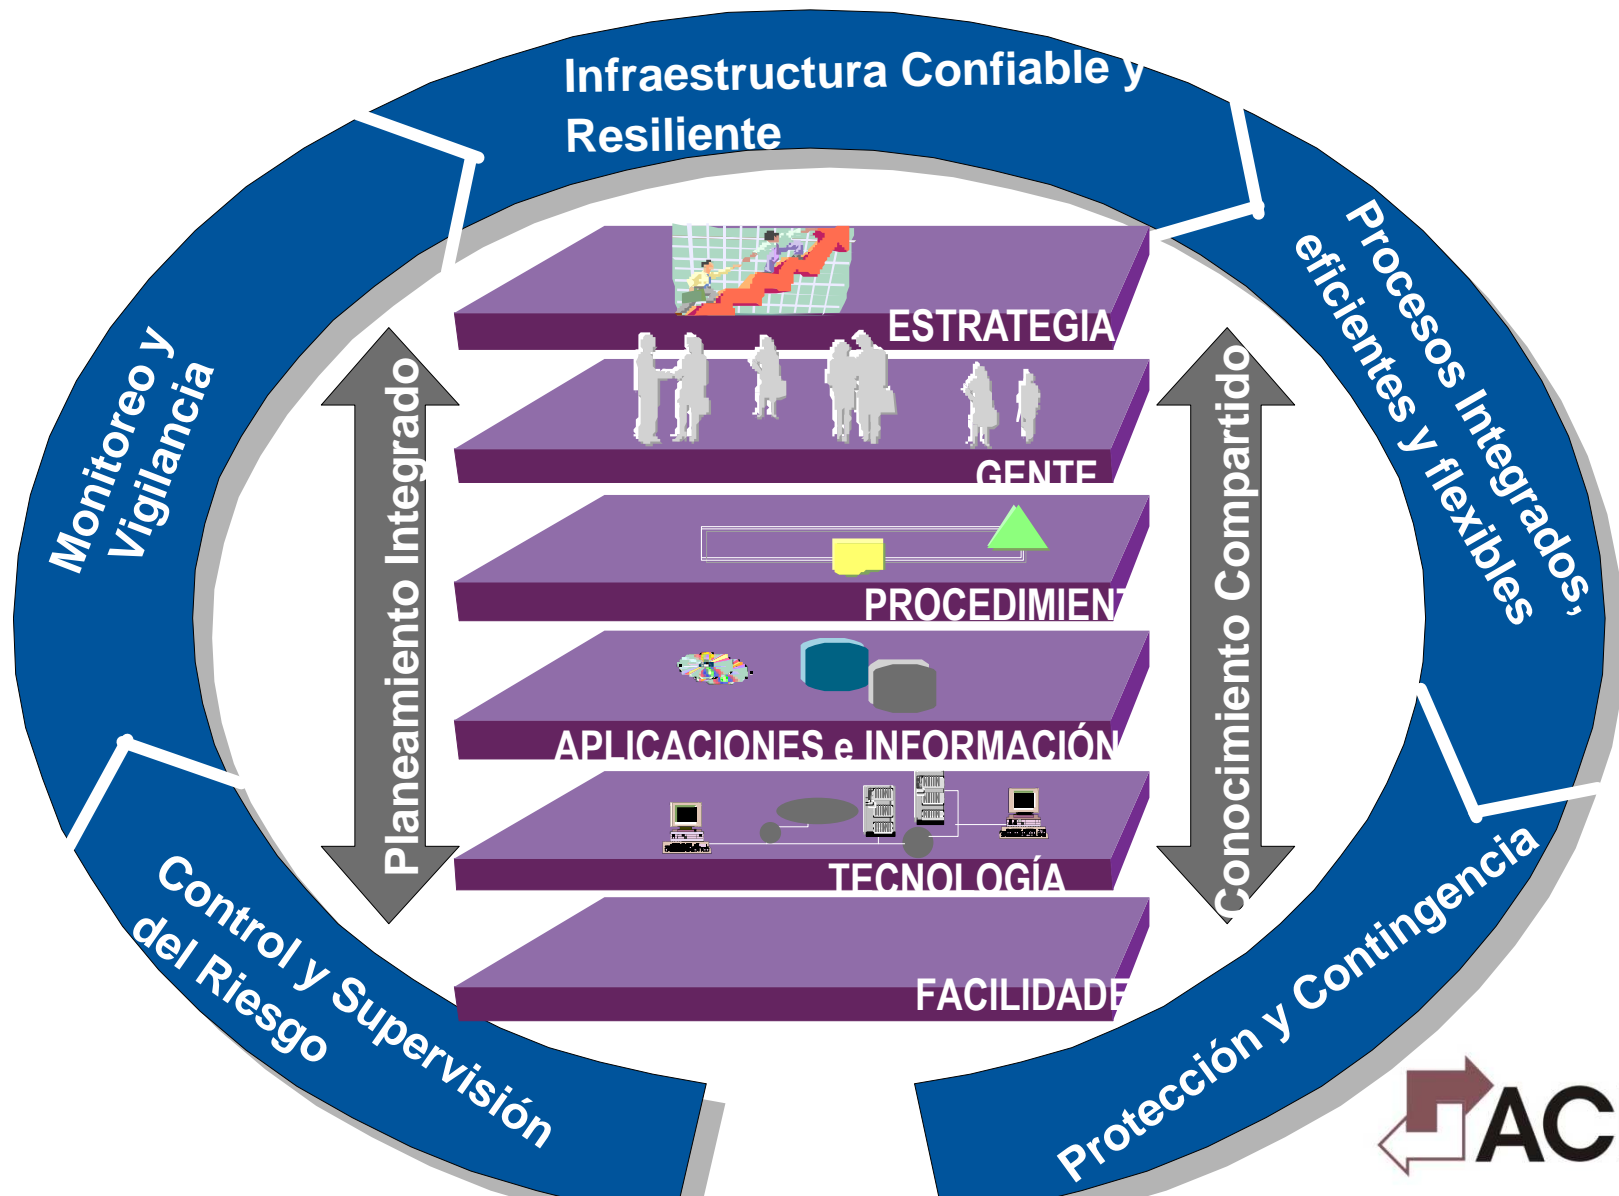 Infraestructura Confiable y
Resiliente
Procesos Integrados,
eficientes y flexibles
Monitoreo y
Vigilancia
Planeamiento Integrado
Conocimiento Compartido
ESTRATEGIA
GENTE
PROCEDIMIENT
APLICACIONES e INFORMACIÓN
TECNOLOGÍA
FACILIDADE
Control y Supervisión
del Riesgo
Protección y Contingencia
AC